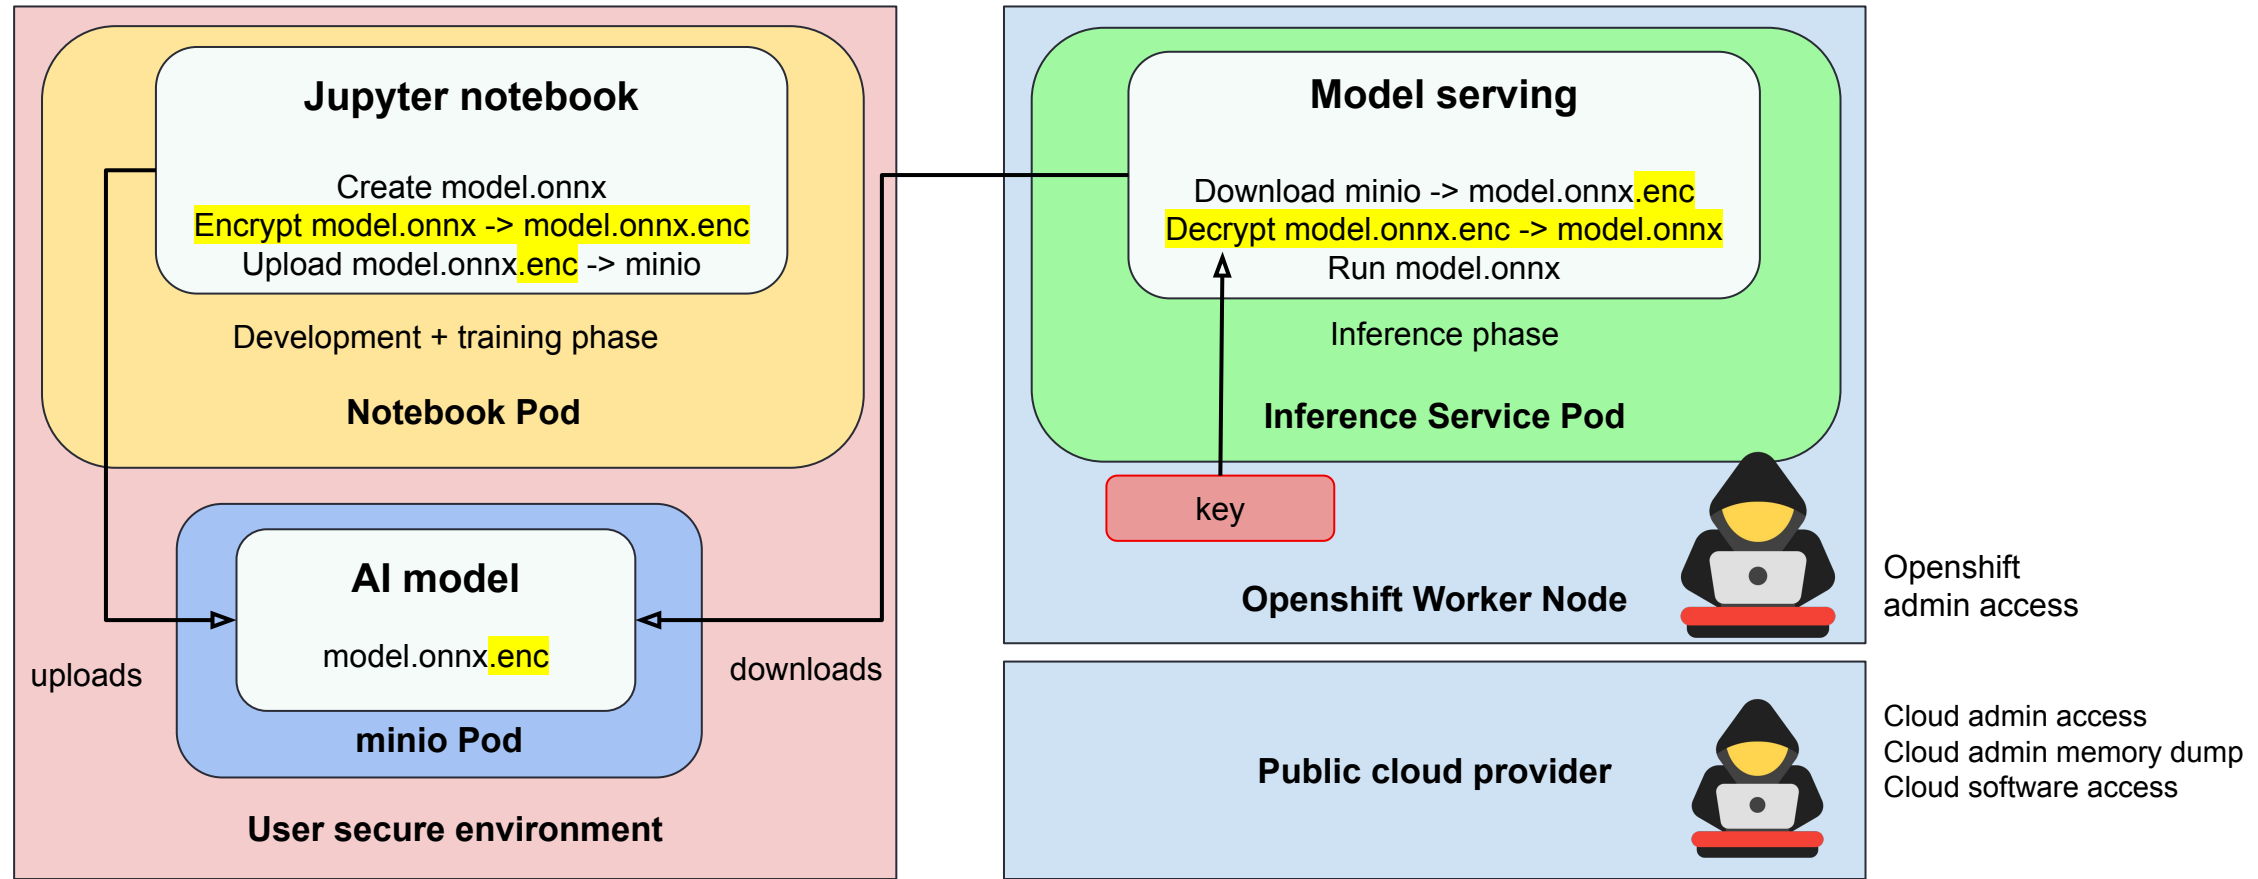 Jupyter notebook
Create model.onnx
Encrypt model.onnx -> model.onnx.enc
Upload model.onnx.enc -> minio
Development + training phase
Notebook Pod
AI model
model.onnx.enc
minio Pod
uploads
downloads
User secure environment
Model serving
Download minio -> model.onnx.enc
Decrypt model.onnx.enc -> model.onnx
Run model.onnx
Inference phase
Inference Service Pod
key
Openshift Worker Node
Openshift
admin access
Public cloud provider
Cloud admin access
Cloud admin memory dump
Cloud software access